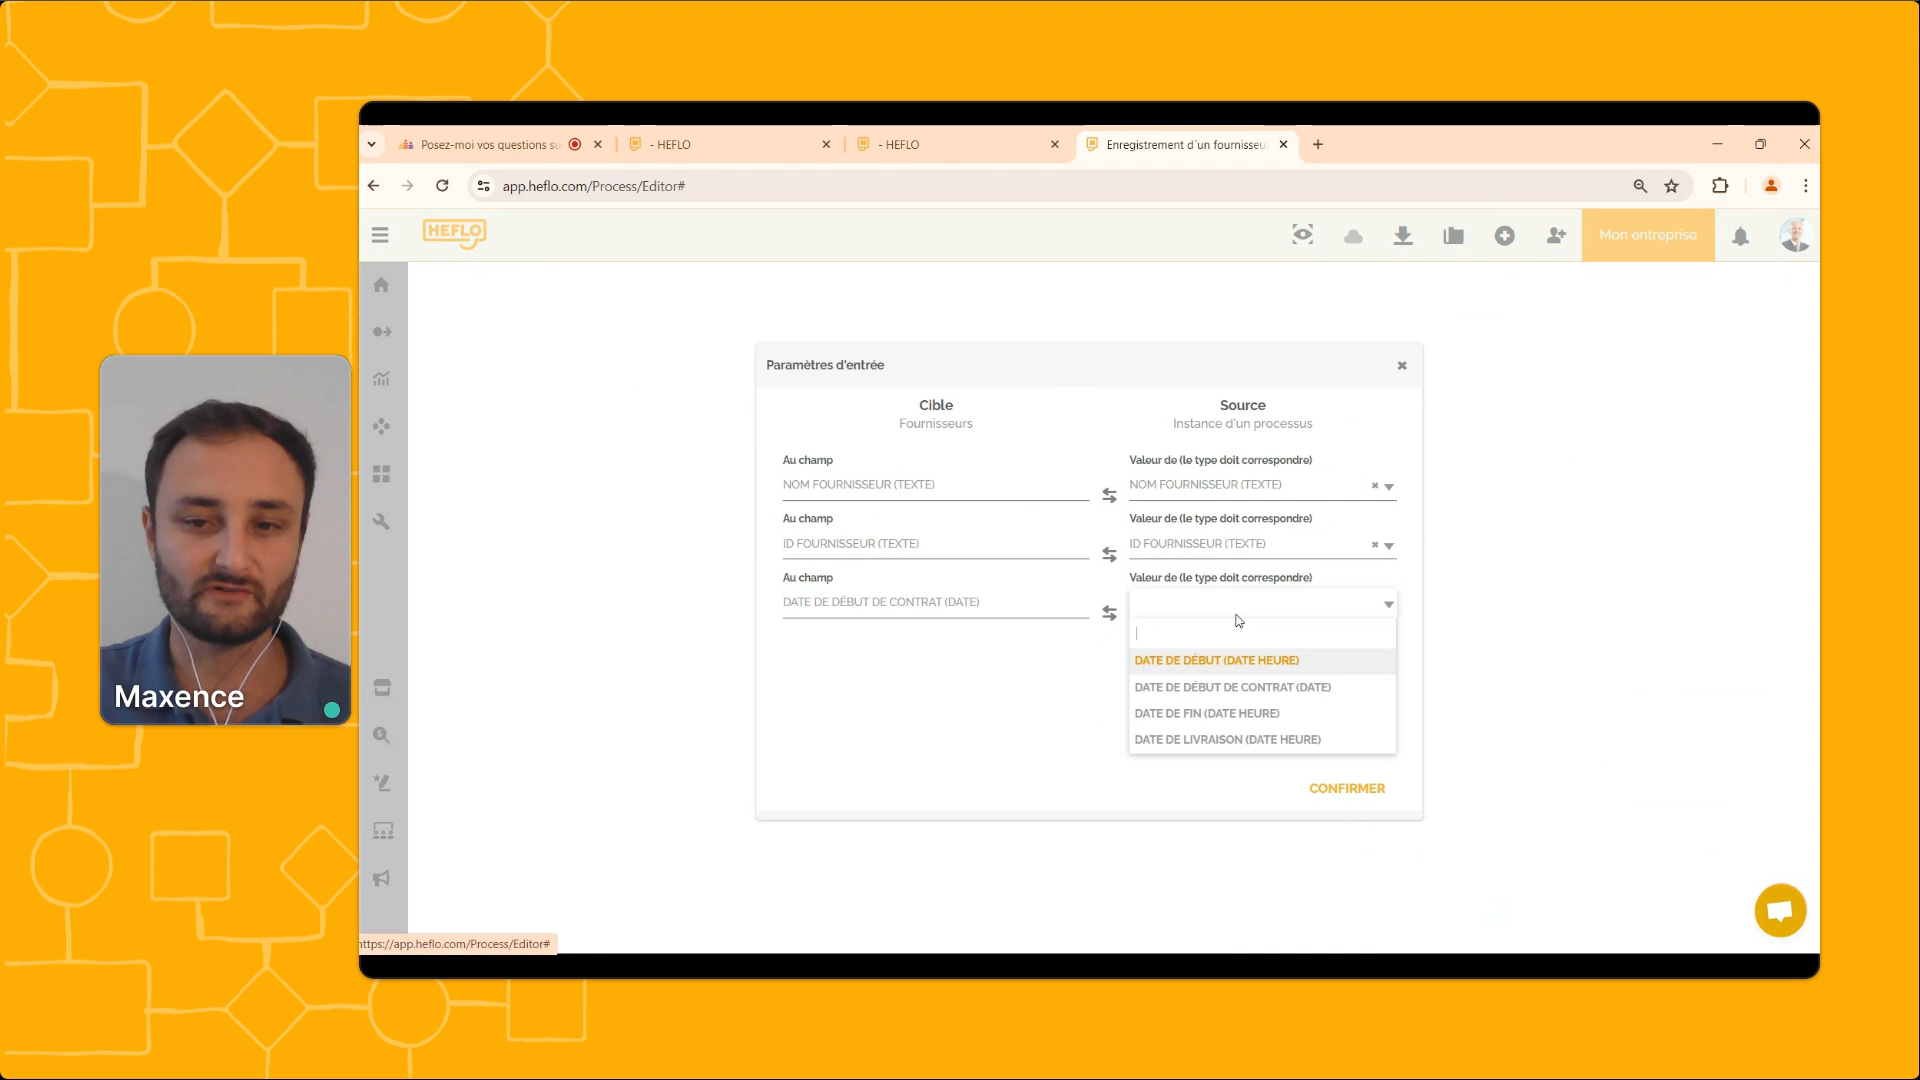 Posez-moi vos questions su
- HEFLO
- HEFLO
Enregistrement d´un fournisseu
app.heflo.com/Process/Editor#
HEFLO
Mon entreprise
Paramètres d'entrée
Cible
Fournisseurs
Source
Instance d'un processus
Au champ
NOM FOURNISSEUR (TEXTE)
Valeur de (le type doit correspondre)
NOM FOURNISSEUR (TEXTE)
Au champ
ID FOURNISSEUR (TEXTE)
Valeur de (le type doit correspondre)
ID FOURNISSEUR (TEXTE)
Au champ
DATE DE DÉBUT DE CONTRAT (DATE)
Valeur de (le type doit correspondre)
DATE DE DÉBUT (DATE HEURE)
DATE DE DÉBUT DE CONTRAT (DATE)
DATE DE FIN (DATE HEURE)
DATE DE LIVRAISON (DATE HEURE)
CONFIRMER
Maxence
https://app.heflo.com/Process/Editor#